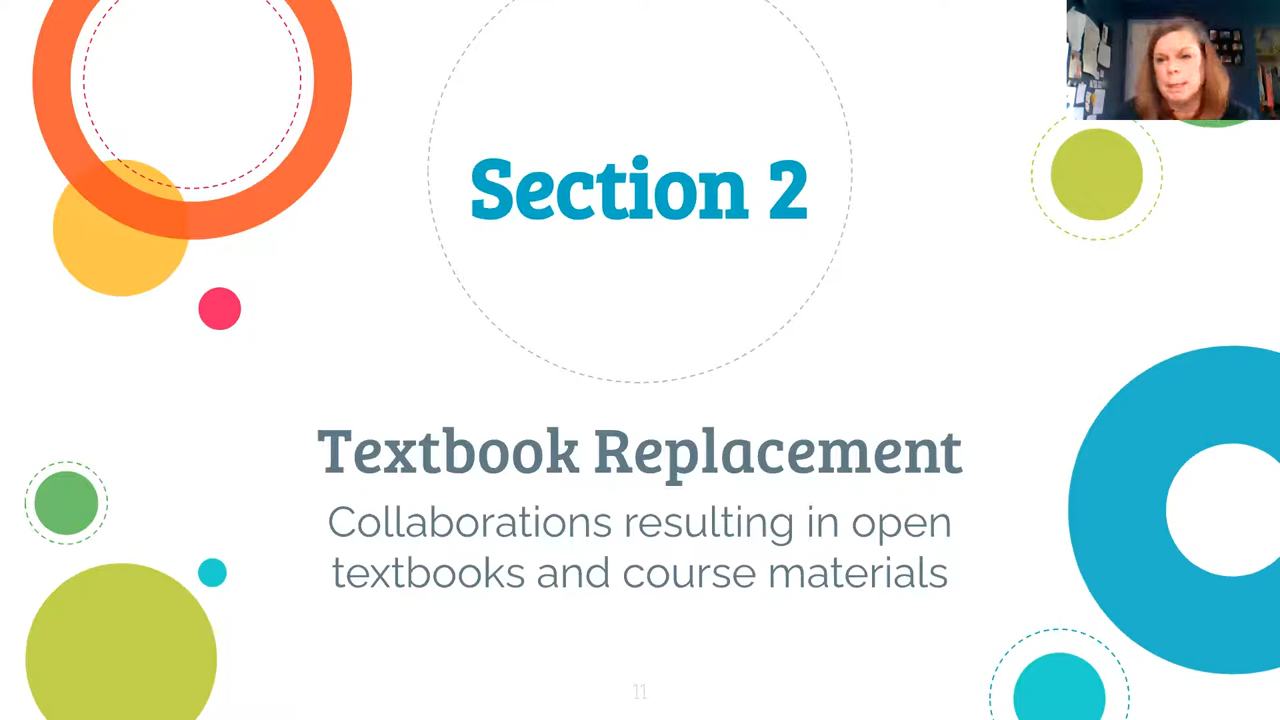 Section 2
Textbook Replacement
Collaborations resulting in open
textbooks and course materials
11